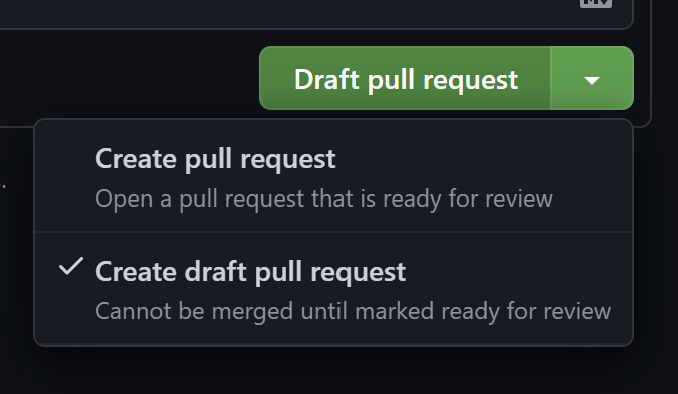 Draft pull request
Create pull request
Open a pull request that is ready for review
Create draft pull request
Cannot be merged until marked ready for review